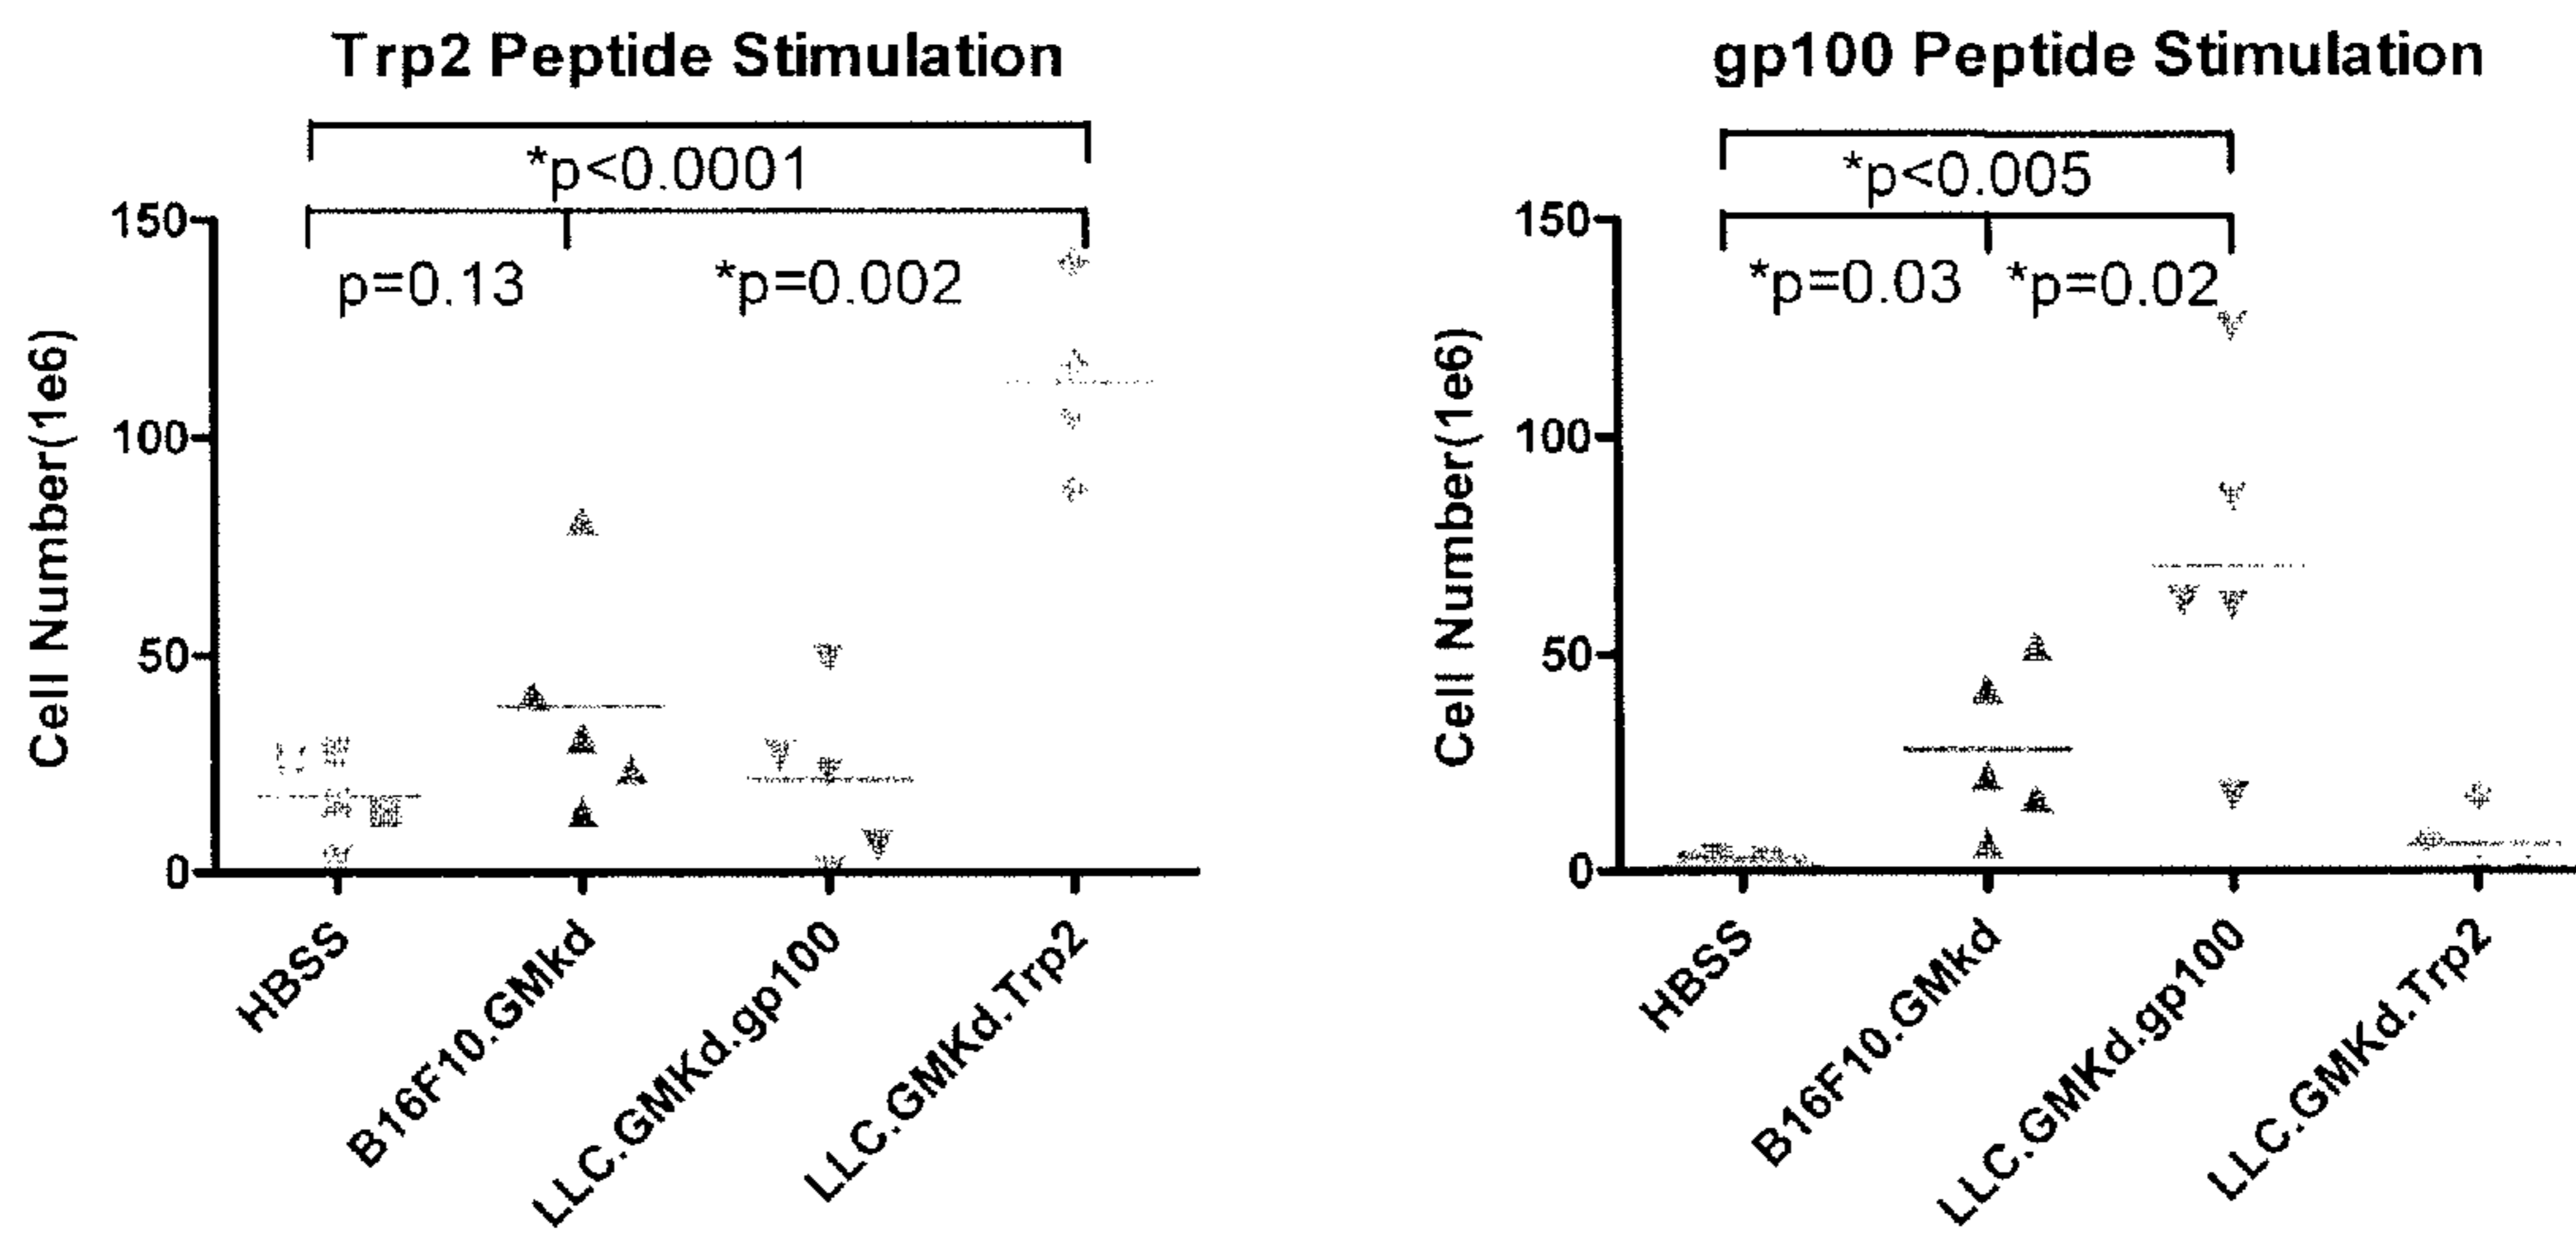 Trp2 Peptide Stimulation
*p<0.0001
p=0.13
*p=0.002
Cell Number(1e6)
150
100
50
0
HBSS
B16F10.GMkd
LLC.GMKd.gp100
LLC.GMKd.Trp2
gp100 Peptide Stimulation
*p<0.005
*p=0.03
*p=0.02
Cell Number(1e6)
150
100
50
0
HBSS
B16F10.GMkd
LLC.GMKd.gp100
LLC.GMKd.Trp2